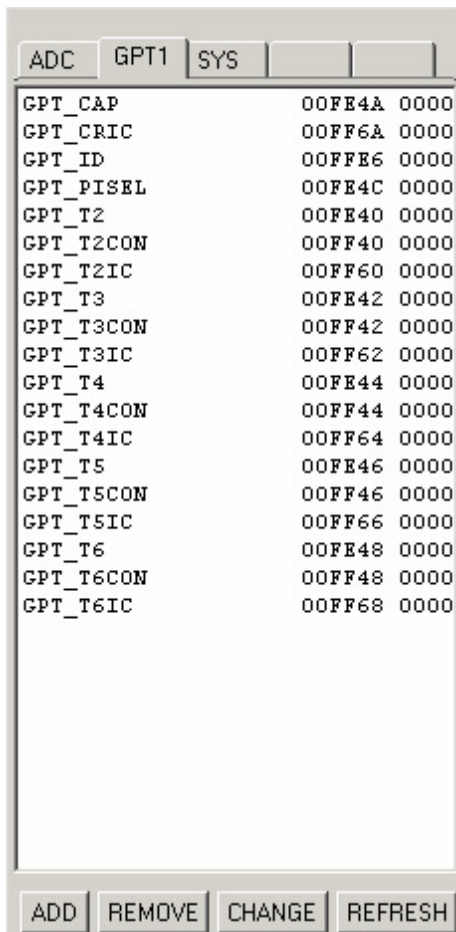 ADC GPT1 SYS
GPT_CAP 00FE4A 0000
GPT_CRIC 00FF6A 0000
GPT_ID 00FFE6 0000
GPT_PISEL 00FE4C 0000
GPT_T2 00FE40 0000
GPT_T2CON 00FF40 0000
GPT_T2IC 00FF60 0000
GPT_T3 00FE42 0000
GPT_T3CON 00FF42 0000
GPT_T3IC 00FF62 0000
GPT_T4 00FE44 0000
GPT_T4CON 00FF44 0000
GPT_T4IC 00FF64 0000
GPT_T5 00FE46 0000
GPT_T5CON 00FF46 0000
GPT_T5IC 00FF66 0000
GPT_T6 00FE48 0000
GPT_T6CON 00FF48 0000
GPT_T6IC 00FF68 0000
ADD REMOVE CHANGE REFRESH